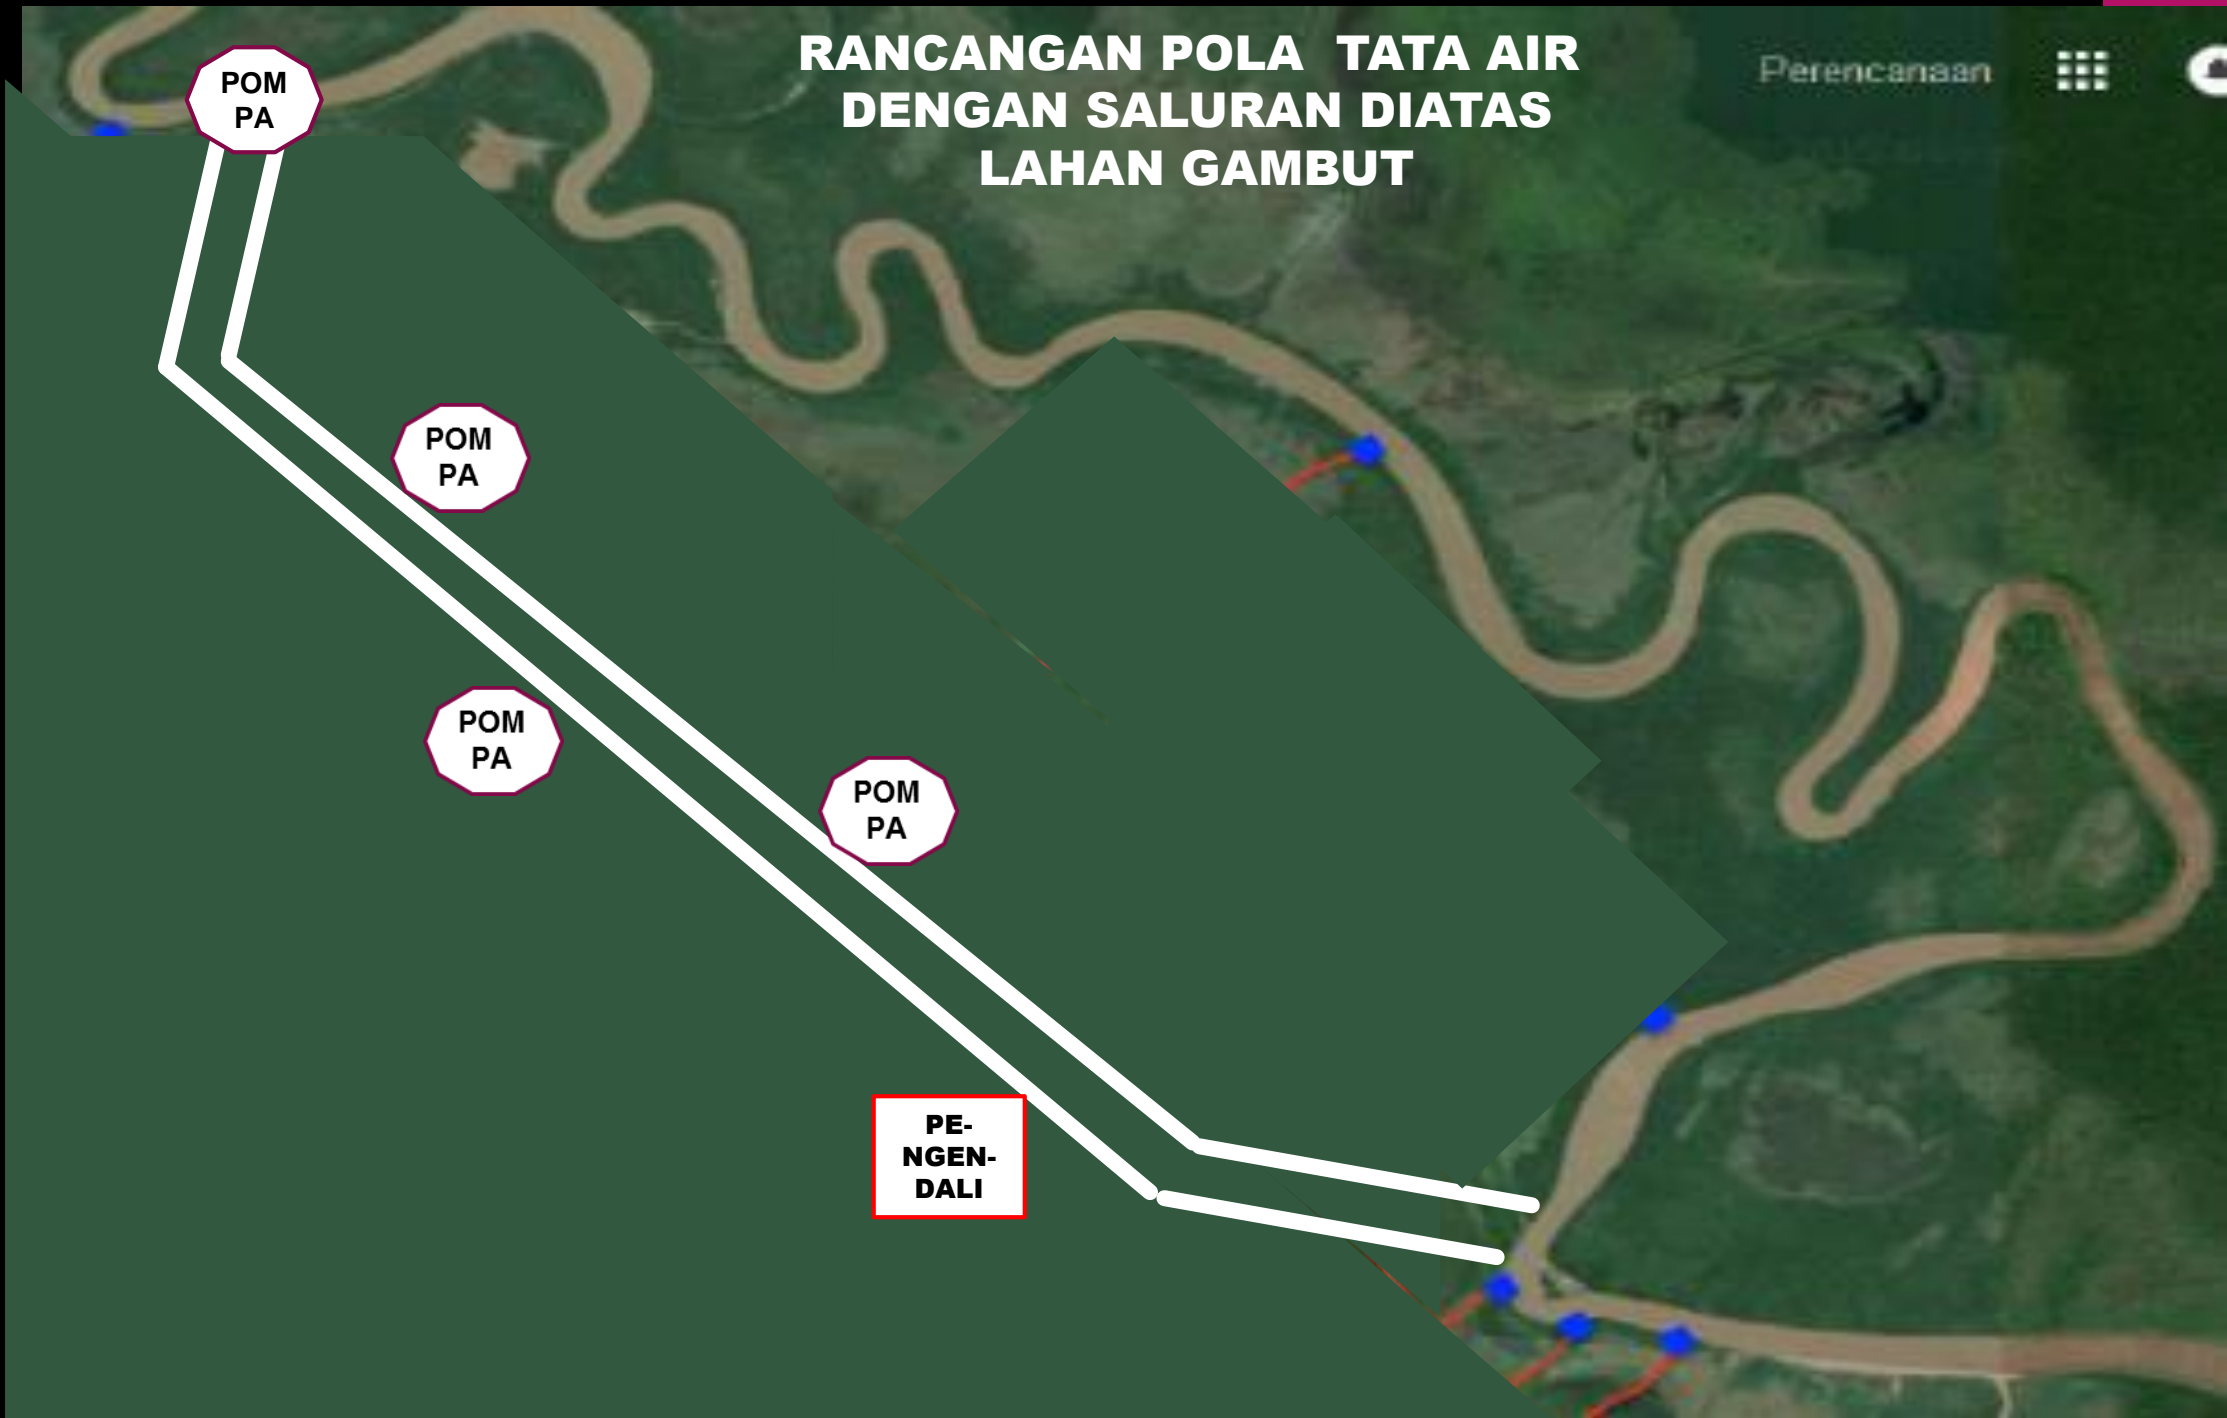 RANCANGAN POLA TATA AIR
DENGAN SALURAN DIATAS
LAHAN GAMBUT
Perencanaan
POM
PA
POM
PA
POM
PA
POM
PA
PE-
NGEN-
DALI